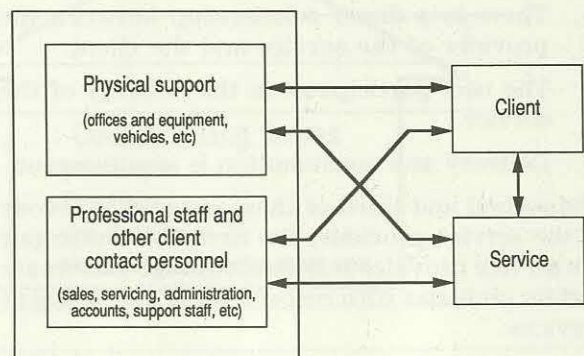 Physical support
(offices and equipment,
vehicles, etc)
Client
Professional staff and
other client
contact personnel
(sales, servicing, administration,
accounts, support staff, etc)
Service